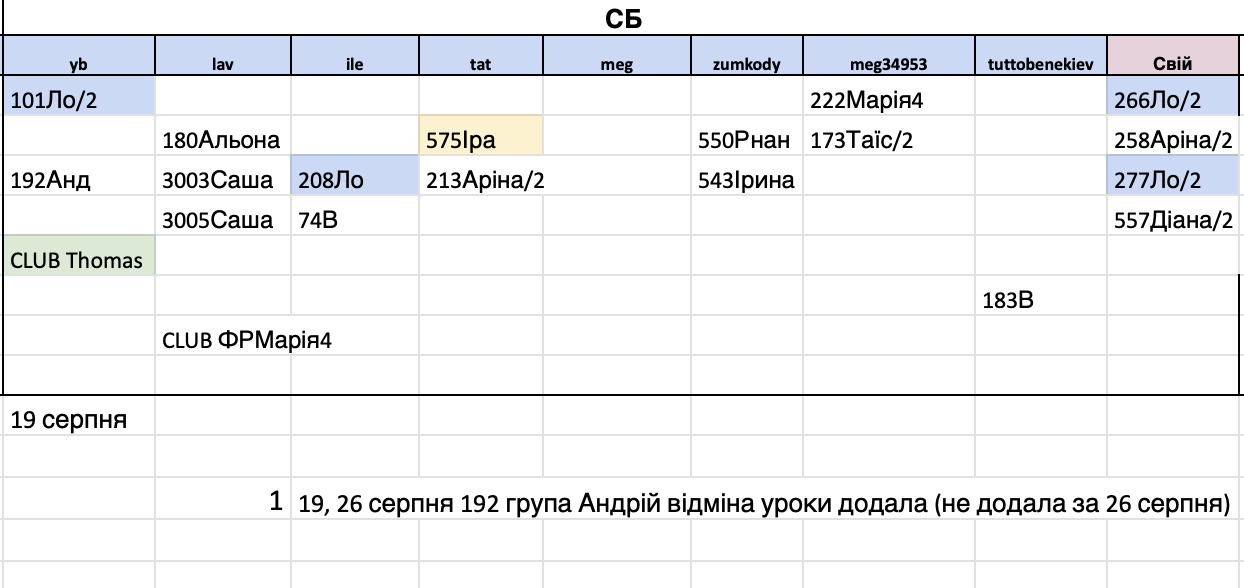 СБ
yb lav ile tat meg zumkody meg34953 tuttobenekiev Свій
101Ло/2 222Марія4 266Ло/2
180Альона 575Іра 550Рнан 173Таїс/2 258Аріна/2
192Анд 3003Саша 208Ло 213Аріна/2 543Ірина 277Ло/2
3005Саша 74В 557Діана/2
CLUB Thomas
183В
CLUB ФРМарія4
19 серпня
1 19, 26 серпня 192 група Андрій відміна уроки додала (не додала за 26 серпня)